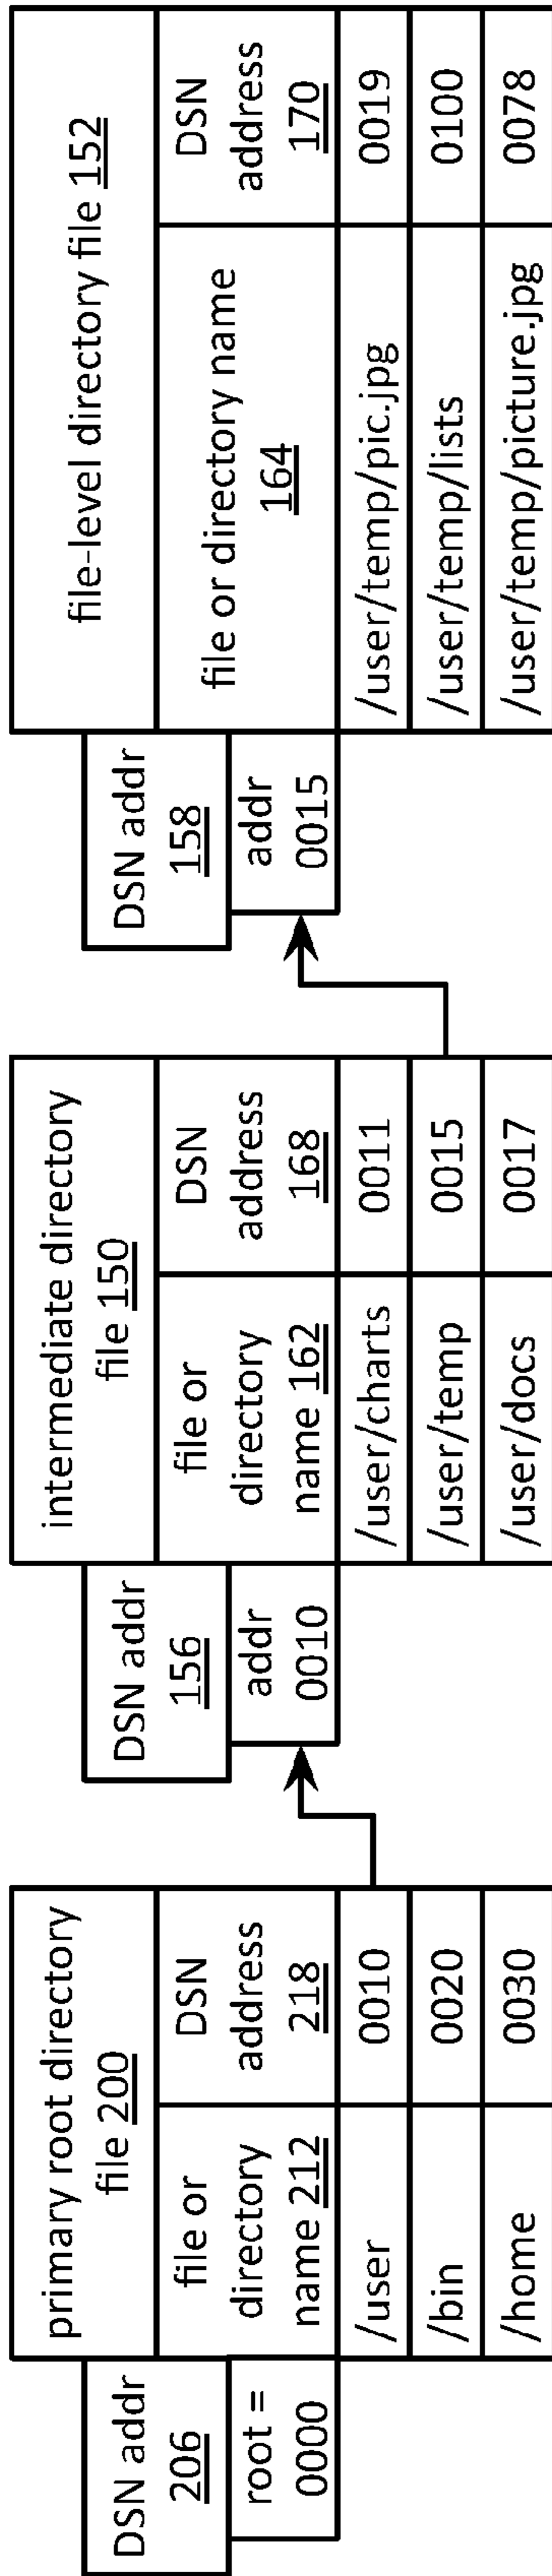 DSN addr
206
root =
0000
primary root directory
file 200
file or
directory
name 212
DSN
address
218
/user
0010
/bin
0020
/home
0030
DSN addr
156
addr
0010
intermediate directory
file 150
file or
directory
name 162
DSN
address
168
/user/charts
0011
/user/temp
0015
/user/docs
0017
DSN addr
158
addr
0015
file-level directory file 152
file or directory name
164
DSN
address
170
/user/temp/pic.jpg
0019
/user/temp/lists
0100
/user/temp/picture.jpg
0078